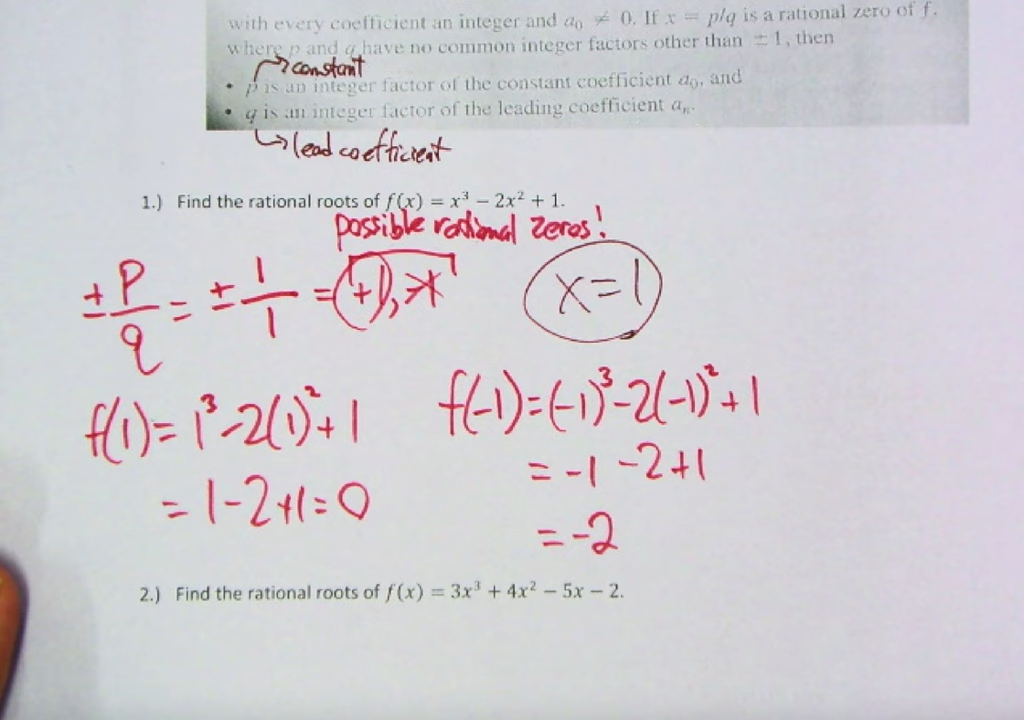 with every coefficient an integer and a₀ ≠ 0. If x = p/q is a rational zero of f,
where p and q have no common integer factors other than ±1, then
→ constant
• p is an integer factor of the constant coefficient a₀, and
• q is an integer factor of the leading coefficient aₙ.
↳ lead coefficient
1.) Find the rational roots of f(x) = x³ − 2x² + 1.
possible rational zeros!
± p/q = ± 1/1 = +1, -1
x=1
f(1) = 1³-2(1)²+1
= 1-2+1=0
f(-1)=(-1)³-2(-1)²+1
= -1 -2+1
= -2
2.) Find the rational roots of f(x) = 3x³ + 4x² − 5x − 2.